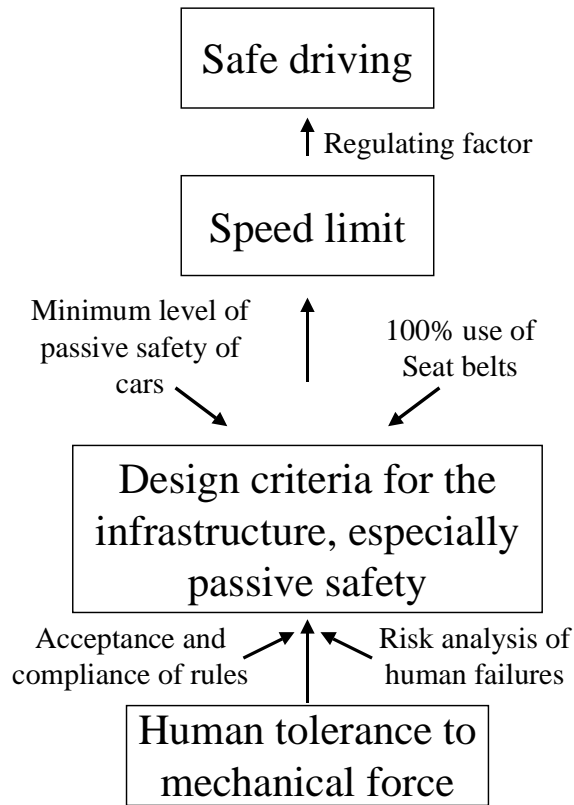 Safe driving
Regulating factor
Speed limit
Minimum level of
passive safety of
cars
100% use of
Seat belts
Design criteria for the
infrastructure, especially
passive safety
Acceptance and
compliance of rules
Risk analysis of
human failures
Human tolerance to
mechanical force